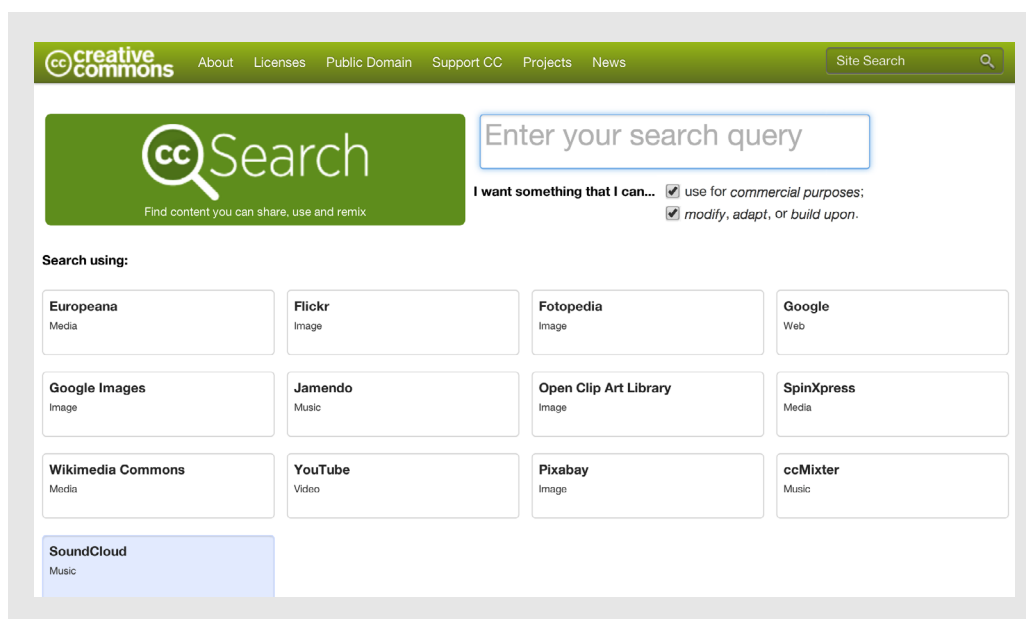 cc creative commons About Licenses Public Domain Support CC Projects News Site Search
cc Search
Find content you can share, use and remix
Enter your search query
I want something that I can... use for commercial purposes;
modify, adapt, or build upon.
Search using:
Europeana Flickr Fotopedia Google
Media Image Image Web
Google Images Jamendo Open Clip Art Library SpinXpress
Image Music Image Media
Wikimedia Commons YouTube Pixabay ccMixter
Media Video Image Music
SoundCloud
Music